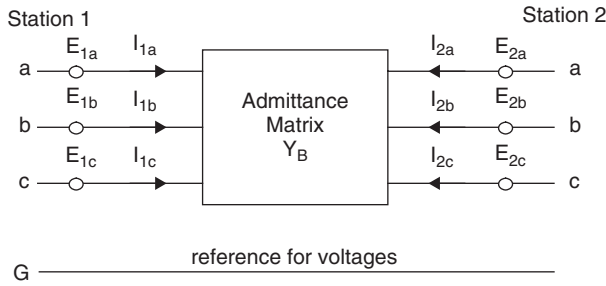 Station 1
Station 2
E1a I1a I2a E2a
a a
E1b I1b I2b E2b
b b
E1c I1c I2c E2c
c c
Admittance
Matrix
YB
reference for voltages
G